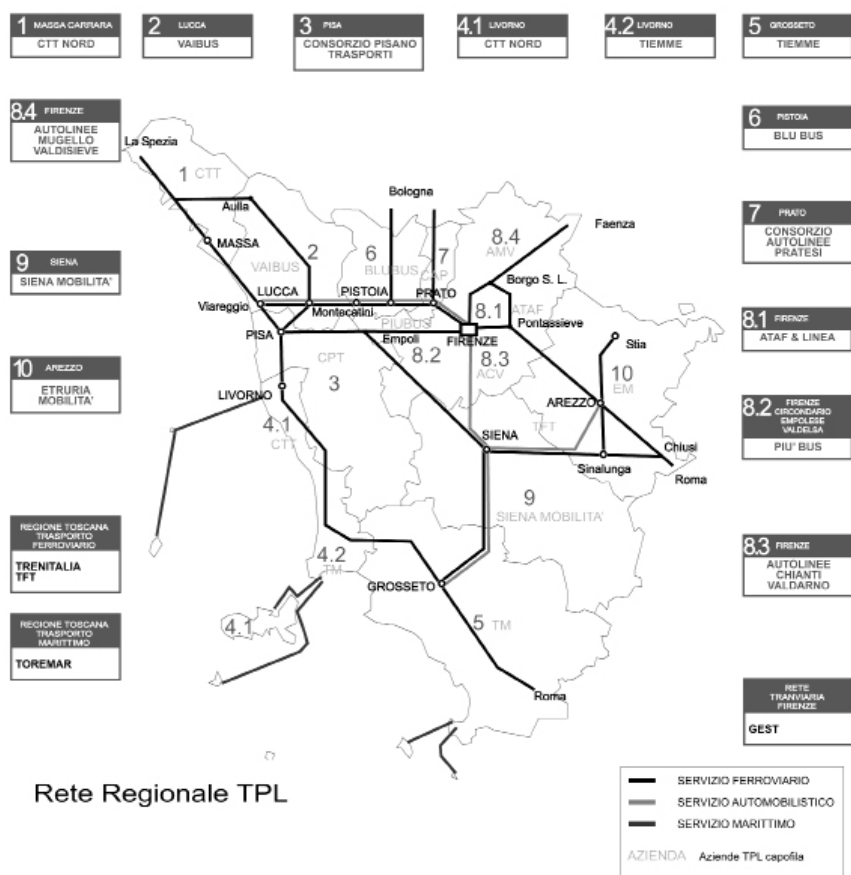 1 MASSA CARRARA
CTT NORD
2 LUCCA
VAIBUS
3 PISA
CONSORZIO PISANO
TRASPORTI
4.1 LIVORNO
CTT NORD
4.2 LIVORNO
TIEMME
5 GROSSETO
TIEMME
8.4 FIRENZE
AUTOLINEE
MUGELLO
VALDISIEVE
6 PISTOIA
BLU BUS
7 PRATO
CONSORZIO
AUTOLINEE
PRATESI
9 SIENA
SIENA MOBILITA'
8.1 FIRENZE
ATAF & LINEA
10 AREZZO
ETRURIA
MOBILITA'
8.2 FIRENZE
CIRCONDARIO
EMPOLESE
VALDELSA
PIU' BUS
REGIONE TOSCANA
TRASPORTO
FERROVIARIO
TRENITALIA
TFT
8.3 FIRENZE
AUTOLINEE
CHIANTI
VALDARNO
REGIONE TOSCANA
TRASPORTO
MARITTIMO
TOREMAR
RETE
TRANVIARIA
FIRENZE
GEST
La Spezia
1 CTT
Aulla
Bologna
Faenza
MASSA
2
VAIBUS
6
BLUBUS
7
CAP
8.4
AMV
Borgo S. L.
Viareggio
LUCCA
Montecatini
PISTOIA
PRATO
8.1
ATAF
Pontassieve
PIUBUS
PISA
Empoli
FIRENZE
Stia
CPT
3
8.2
8.3
ACV
10
EM
LIVORNO
AREZZO
4.1
CTT
SIENA
TFT
Chiusi
Sinalunga
Roma
9
SIENA MOBILITA'
4.2
TM
GROSSETO
4.1
5 TM
Roma
Rete Regionale TPL
SERVIZIO FERROVIARIO
SERVIZIO AUTOMOBILISTICO
SERVIZIO MARITTIMO
AZIENDA Aziende TPL capofila